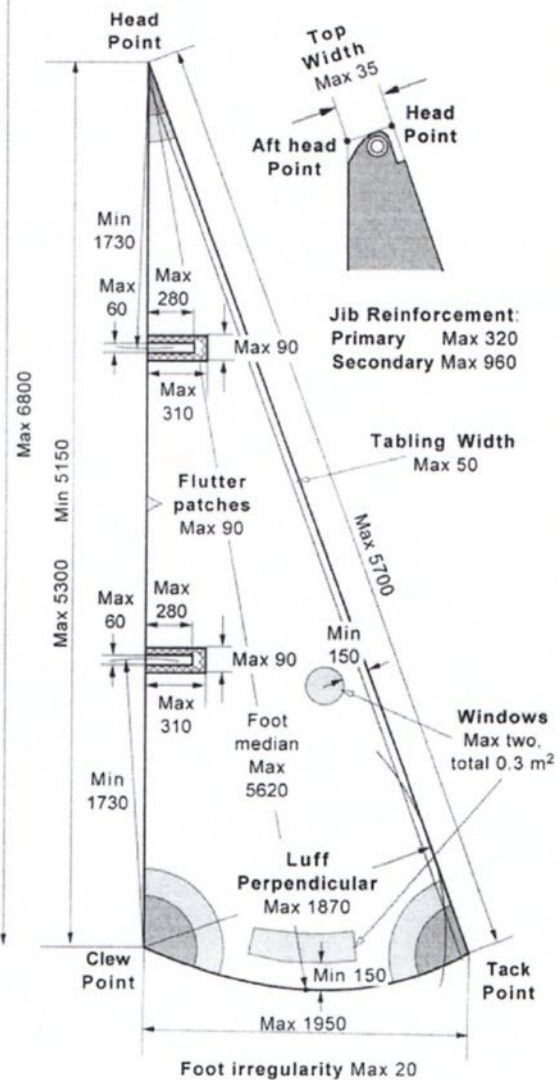 Head
Point
Top
Width
Max 35
Head
Point
Aft head
Point
Min
1730
Max
60
Max
280
Max 90
Max
310
Jib Reinforcement:
Primary Max 320
Secondary Max 960
Max 6800
Min 5150
Max 5300
Tabling Width
Max 50
Flutter
patches
Max 90
Max 5700
Max
60
Max
280
Max 90
Max
310
Min
150
Windows
Max two,
total 0.3 m²
Foot
median
Max
5620
Min
1730
Luff
Perpendicular
Max 1870
Min 150
Clew
Point
Tack
Point
Max 1950
Foot irregularity Max 20